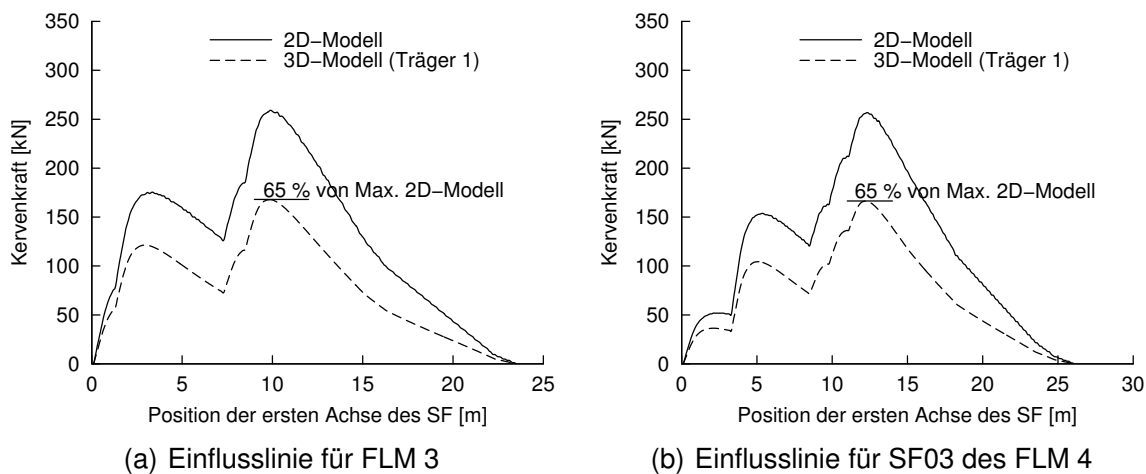 350
300
250
200
150
100
50
0
Kervenkraft [kN]
2D−Modell
3D−Modell (Träger 1)
65 % von Max. 2D−Modell
0 5 10 15 20 25
Position der ersten Achse des SF [m]
(a) Einflusslinie für FLM 3
350
300
250
200
150
100
50
0
Kervenkraft [kN]
2D−Modell
3D−Modell (Träger 1)
65 % von Max. 2D−Modell
0 5 10 15 20 25 30
Position der ersten Achse des SF [m]
(b) Einflusslinie für SF03 des FLM 4